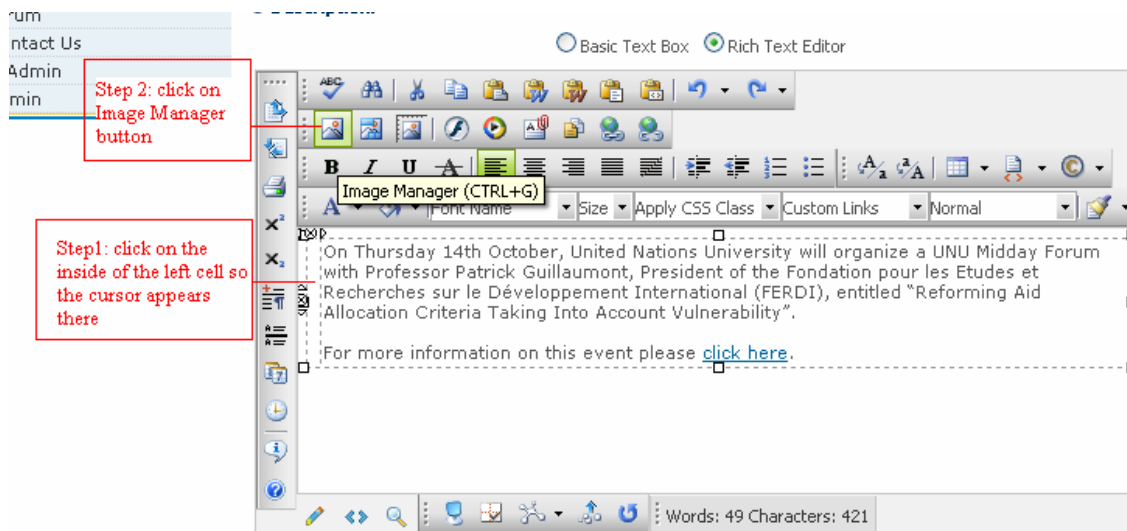 ntact Us
Admin
min
Basic Text Box Rich Text Editor
Step 2: click on
Image Manager
button
ABC
B I U A
Image Manager (CTRL+G)
A Font Name Size Apply CSS Class Custom Links Normal
Step1: click on the
inside of the left cell so
the cursor appears
there
On Thursday 14th October, United Nations University will organize a UNU Midday Forum
with Professor Patrick Guillaumont, President of the Fondation pour les Etudes et
Recherches sur le Développement International (FERDI), entitled “Reforming Aid
Allocation Criteria Taking Into Account Vulnerability”.
For more information on this event please click here.
Words: 49 Characters: 421